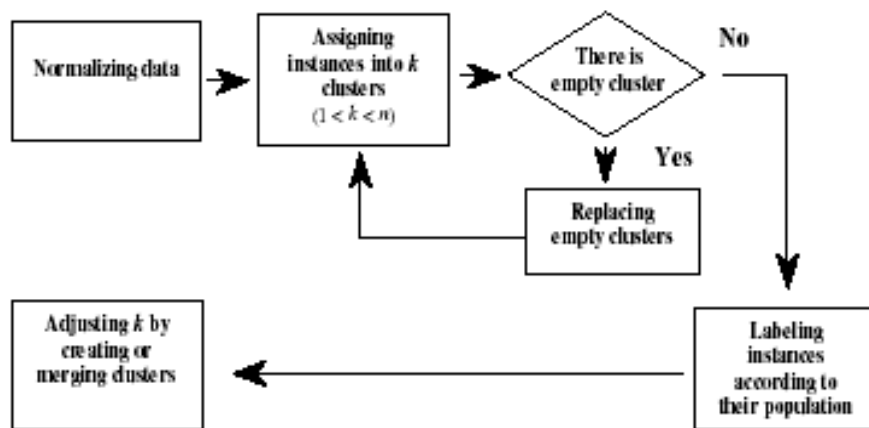 Normalizing data
Assigning
instances into k
clusters
(1 < k < n)
There is
empty cluster
No
Yes
Replacing
empty clusters
Labeling
instances
according to
their population
Adjusting k by
creating or
merging clusters